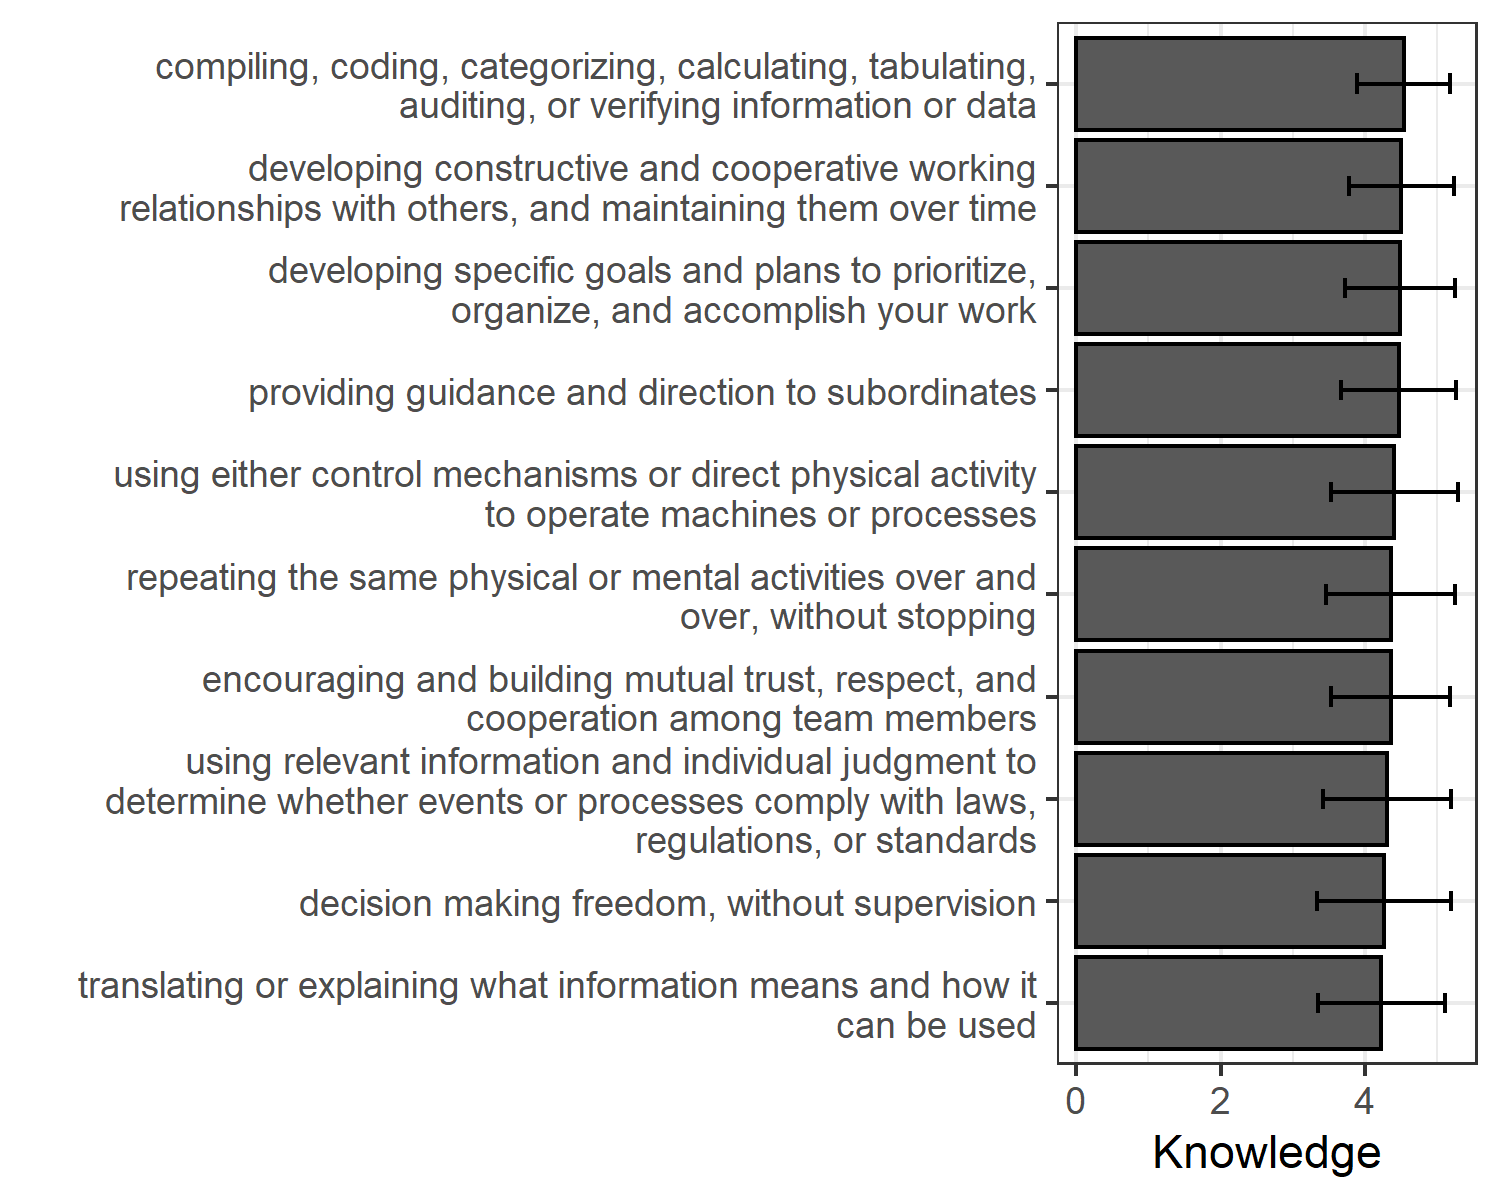 compiling, coding, categorizing, calculating, tabulating,
auditing, or verifying information or data
developing constructive and cooperative working
relationships with others, and maintaining them over time
developing specific goals and plans to prioritize,
organize, and accomplish your work
providing guidance and direction to subordinates
using either control mechanisms or direct physical activity
to operate machines or processes
repeating the same physical or mental activities over and
over, without stopping
encouraging and building mutual trust, respect, and
cooperation among team members
using relevant information and individual judgment to
determine whether events or processes comply with laws,
regulations, or standards
decision making freedom, without supervision
translating or explaining what information means and how it
can be used
0 2 4
Knowledge